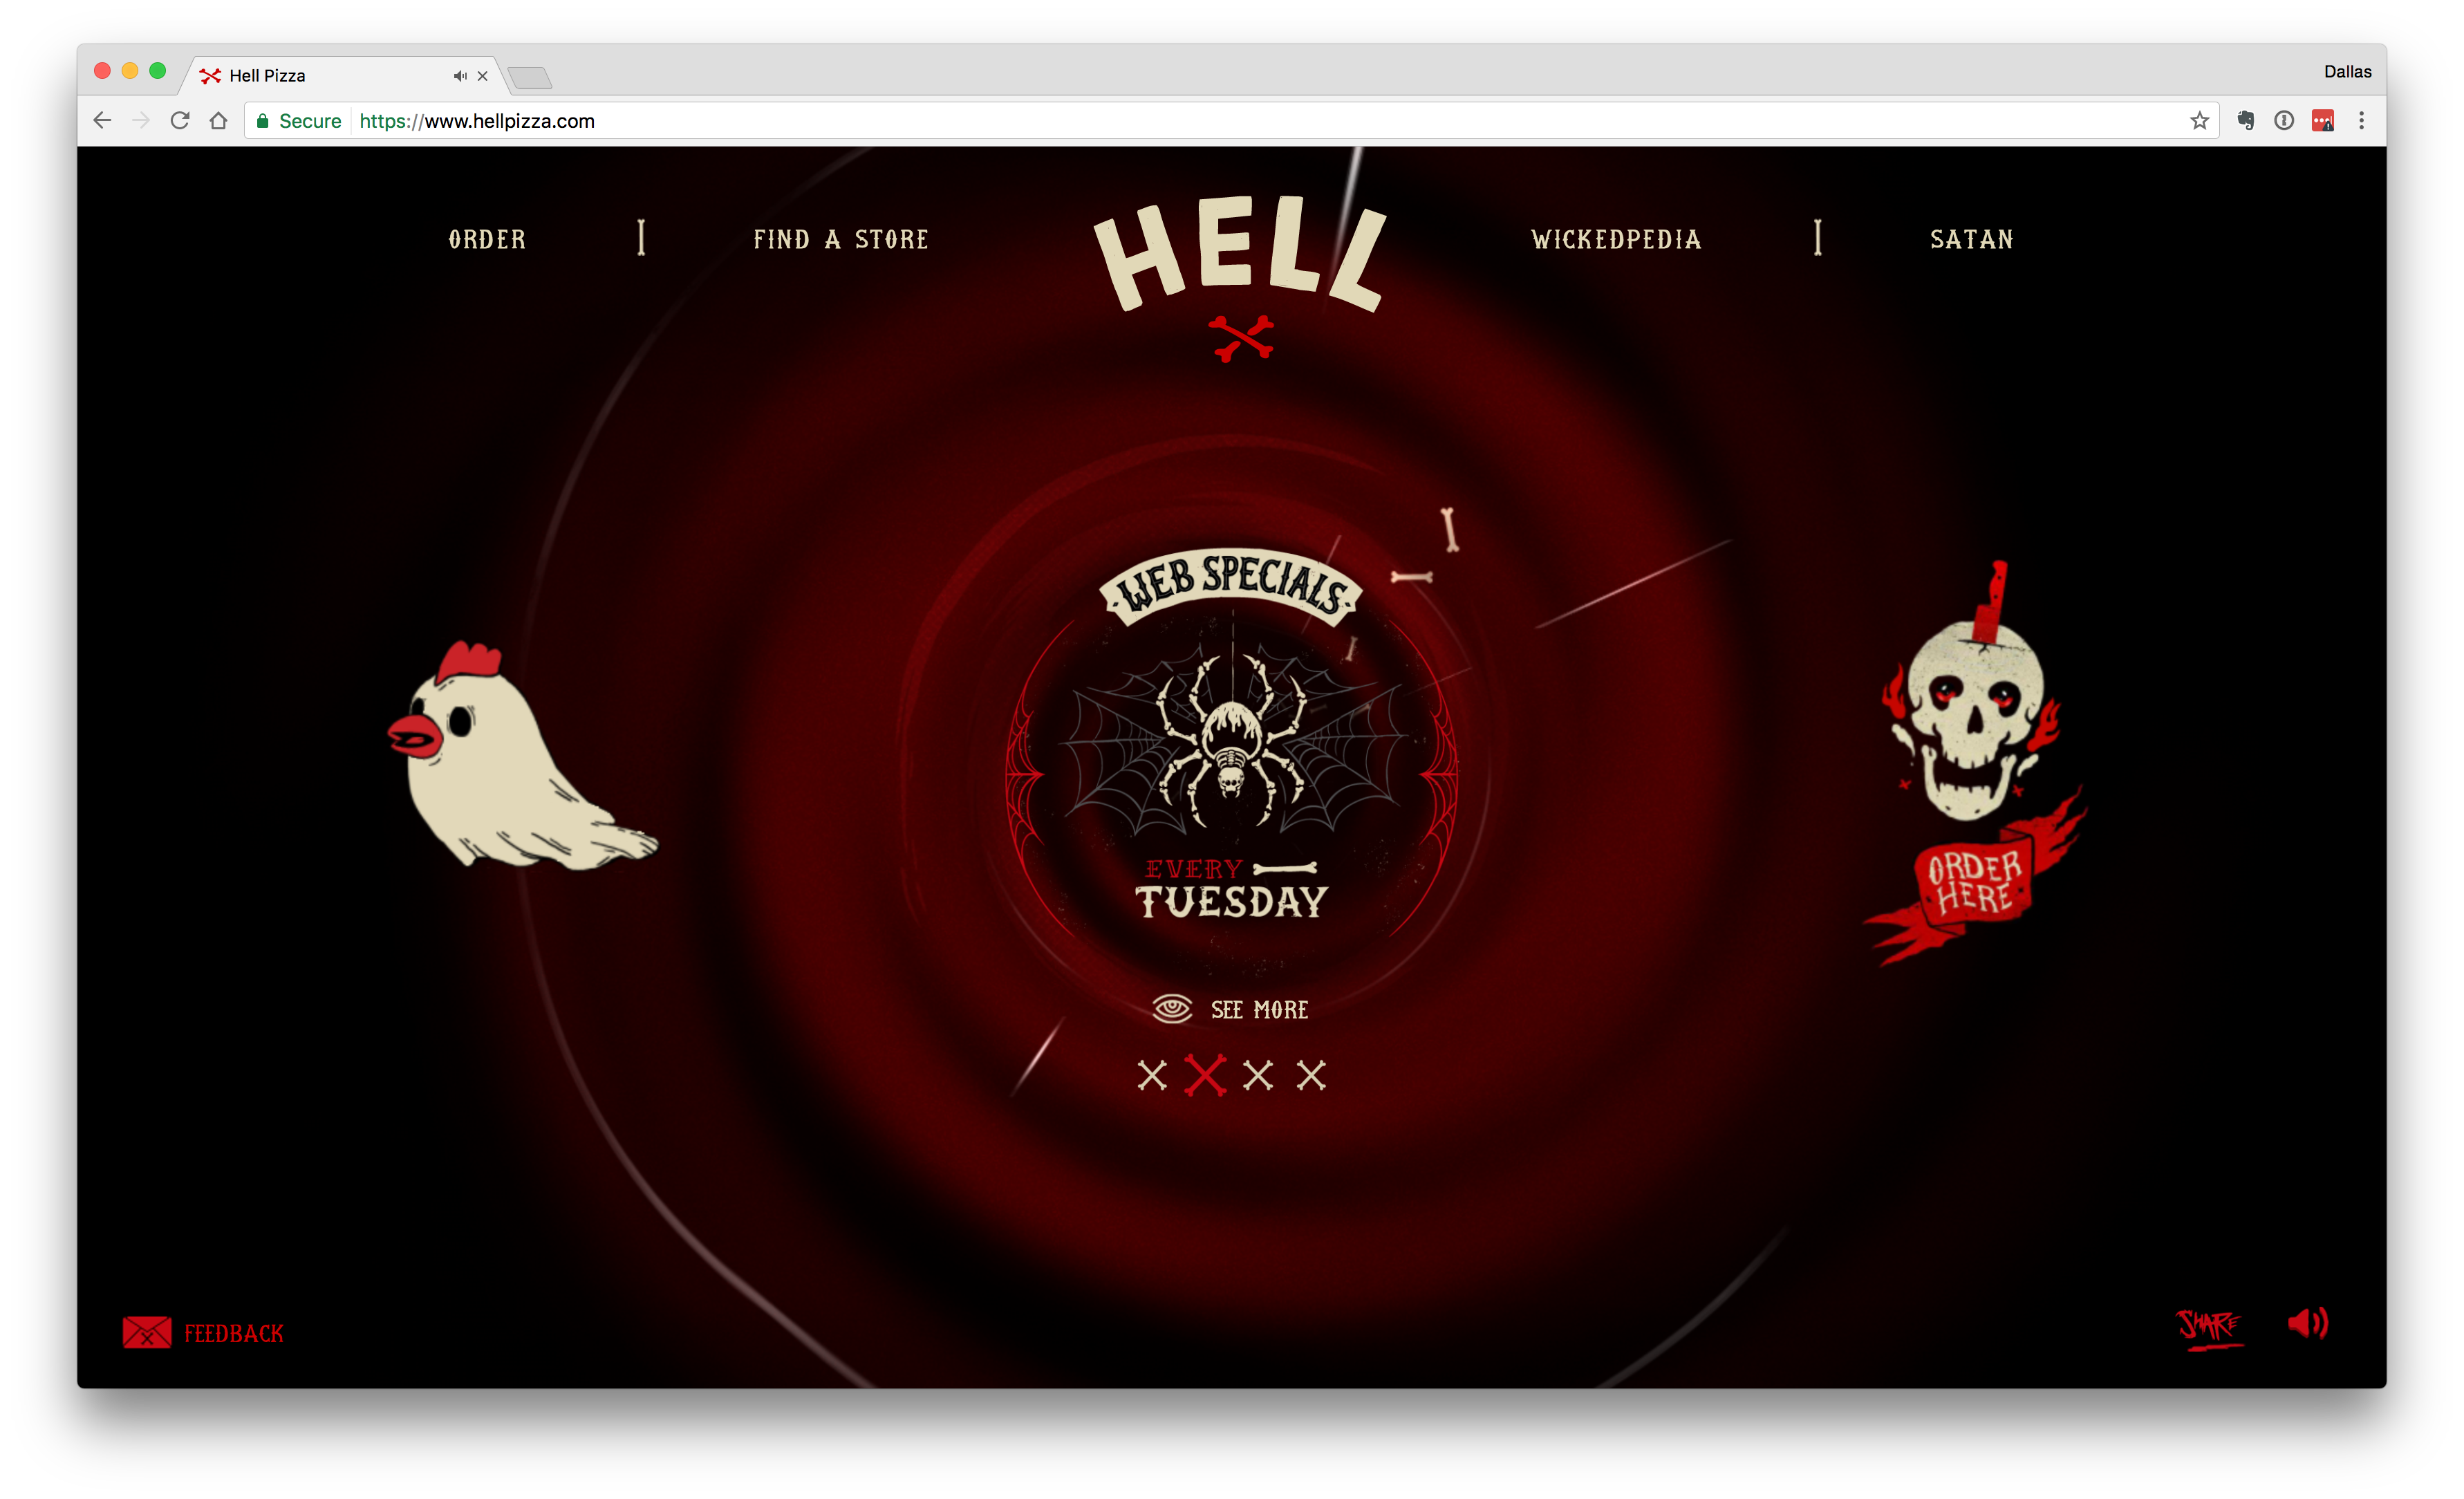 Hell Pizza
Dallas
Secure https://www.hellpizza.com
ORDER
FIND A STORE
HELL
WICKEDPEDIA
SATAN
WEB SPECIALS
EVERY
TUESDAY
ORDER
HERE
SEE MORE
FEEDBACK
SHARE